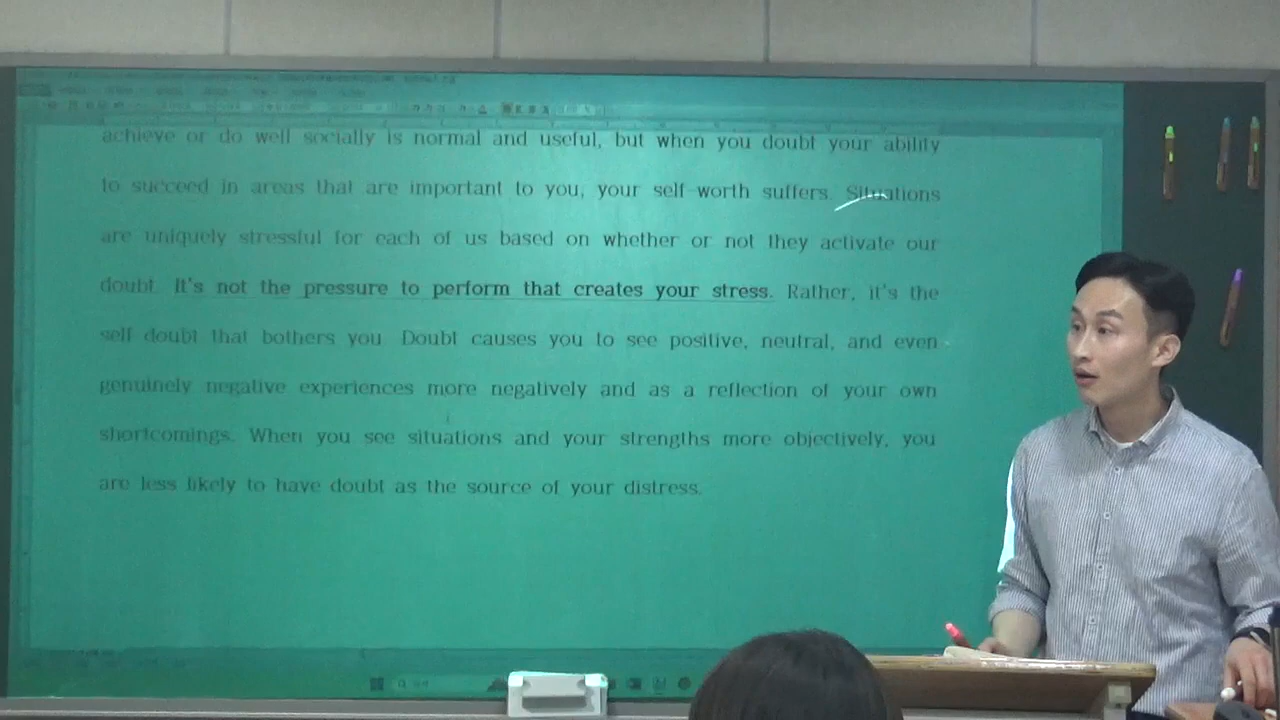 achieve or do well socially is normal and useful, but when you doubt your ability
to succeed in areas that are important to you, your self-worth suffers. Situations
are uniquely stressful for each of us based on whether or not they activate our
doubt. It's not the pressure to perform that creates your stress. Rather, it's the
self-doubt that bothers you. Doubt causes you to see positive, neutral, and even
genuinely negative experiences more negatively and as a reflection of your own
shortcomings. When you see situations and your strengths more objectively, you
are less likely to have doubt as the source of your distress.